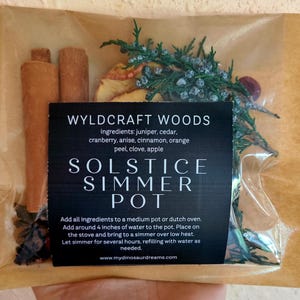 WYLDCRAFT WOODS
ingredients: juniper, cedar,
cranberry, anise, cinnamon, orange
peel, clove, apple
SOLSTICE
SIMMER
POT
Add all ingredients to a medium pot or dutch oven.
Add around 4 inches of water to the pot. Place on
the stove and bring to a simmer over low heat.
Let simmer for several hours, refilling with water as
needed.
www.mydinosaurdreams.com